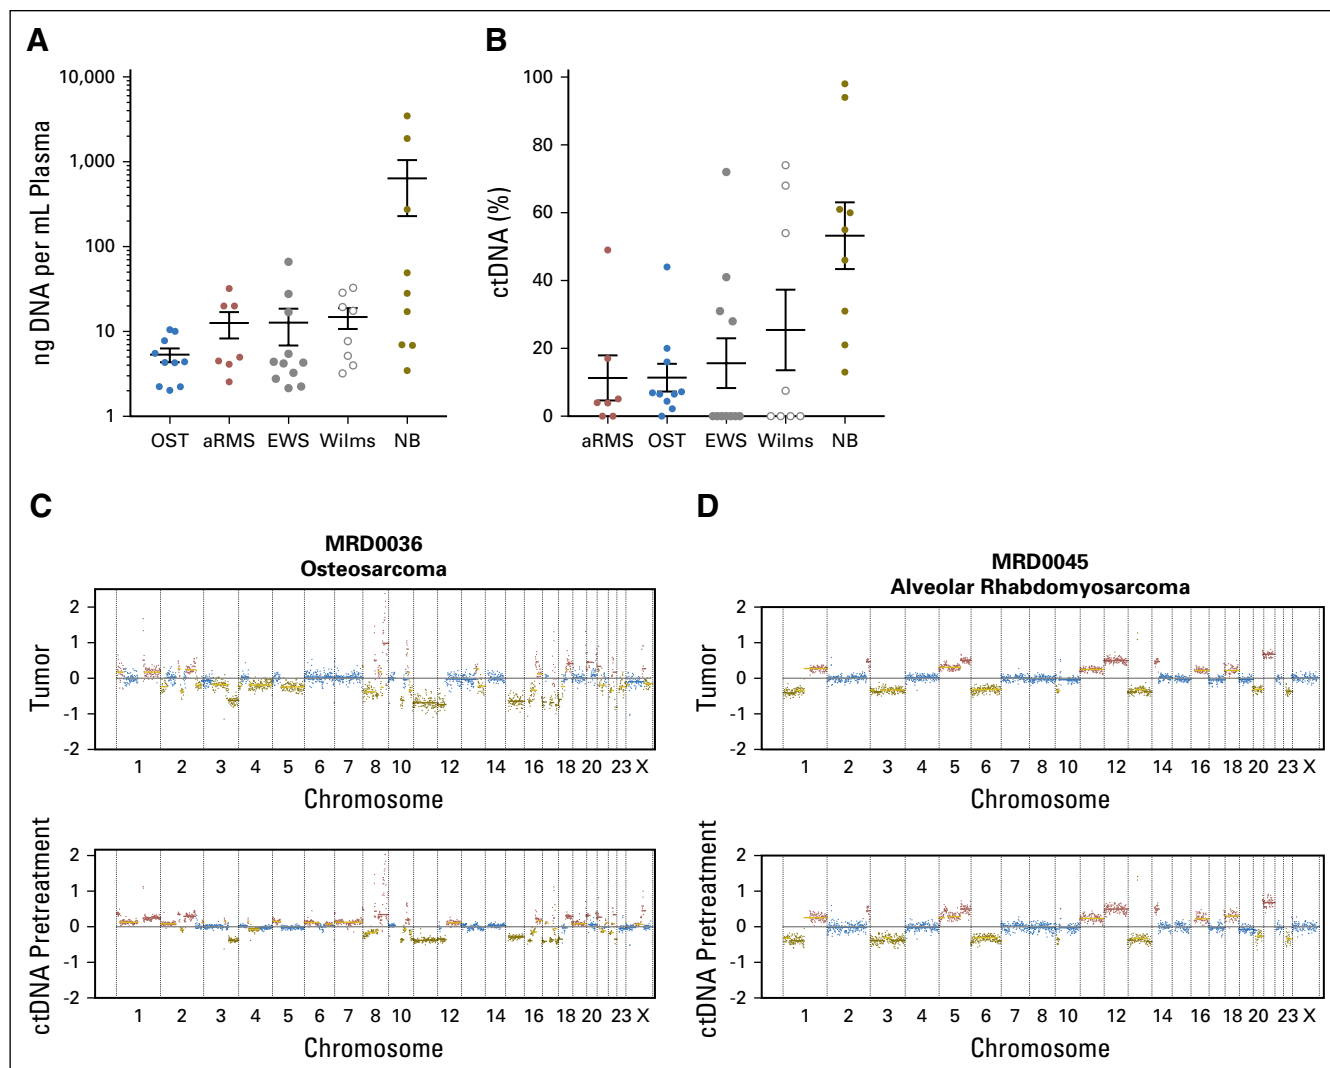 A
ng DNA per mL Plasma
10,000
1,000
100
10
1
OST aRMS EWS Wilms NB
B
ctDNA (%)
100
80
60
40
20
0
aRMS OST EWS Wilms NB
C
MRD0036
Osteosarcoma
Tumor
2
1
0
-1
-2
1 2 3 4 5 6 7 8 10 12 14 16 18 20 23 X
Chromosome
ctDNA Pretreatment
2
1
0
-1
-2
1 2 3 4 5 6 7 8 10 12 14 16 18 20 23 X
Chromosome
D
MRD0045
Alveolar Rhabdomyosarcoma
Tumor
2
1
0
-1
-2
1 2 3 4 5 6 7 8 10 12 14 16 18 20 23 X
Chromosome
ctDNA Pretreatment
2
1
0
-1
-2
1 2 3 4 5 6 7 8 10 12 14 16 18 20 23 X
Chromosome